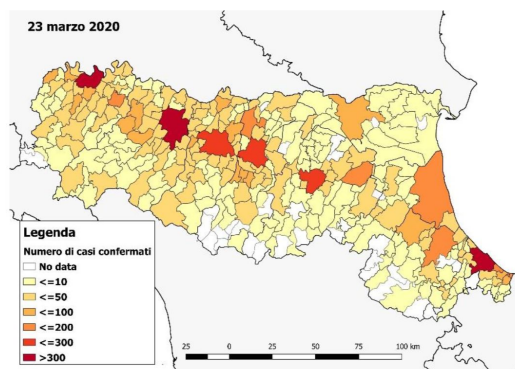 23 marzo 2020
Legenda
Numero di casi confermati
No data
<=10
<=50
<=100
<=200
<=300
>300
25 0 25 50 75 100 km